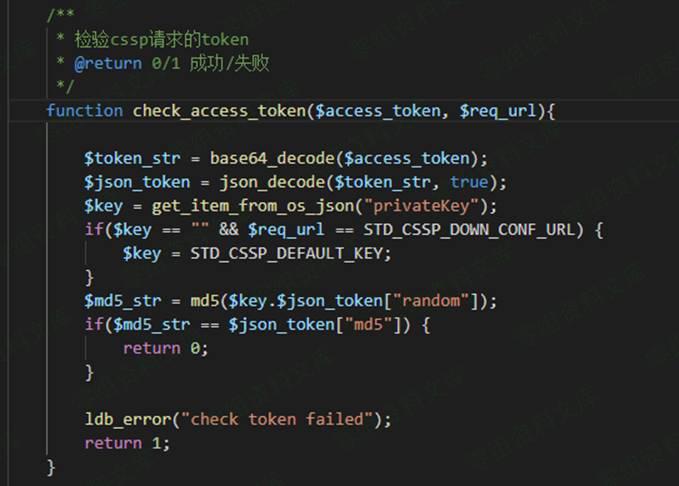 /**
* 检验cssp请求的token
* @return 0/1 成功/失败
*/
function check_access_token($access_token, $req_url){
$token_str = base64_decode($access_token);
$json_token = json_decode($token_str, true);
$key = get_item_from_os_json("privateKey");
if($key == "" && $req_url == STD_CSSP_DOWN_CONF_URL) {
$key = STD_CSSP_DEFAULT_KEY;
}
$md5_str = md5($key.$json_token["random"]);
if($md5_str == $json_token["md5"]) {
return 0;
}
ldb_error("check token failed");
return 1;
}